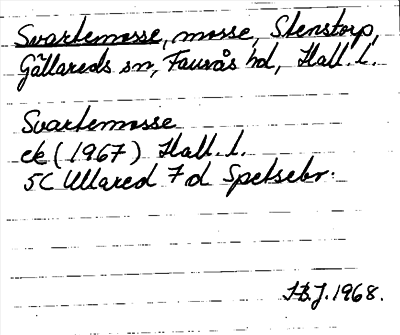 Svartemosse, mosse, Stenstorp,
Gällareds sn, Faurås hd, Hall. l.
Svartemosse
ek (1967) Hall. l.
5C Ullared 7d Spetsebr.
H.B.J. 1968.